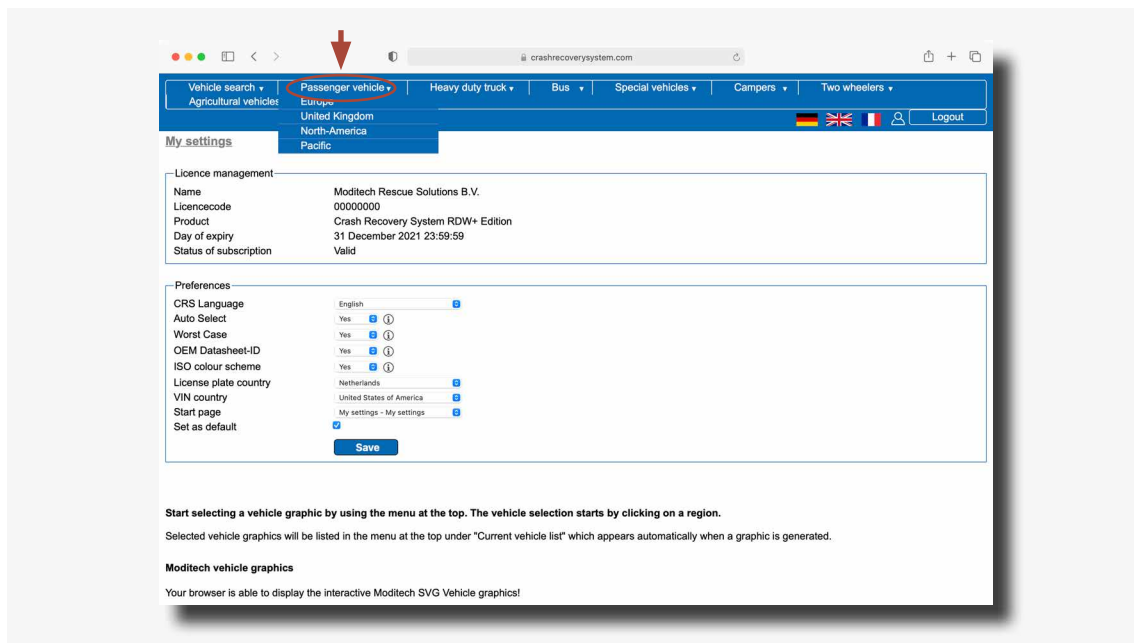 crashrecoverysystem.com
Vehicle search Passenger vehicle Heavy duty truck Bus Special vehicles Campers Two wheelers
Agricultural vehicles Europe
United Kingdom
North-America
Pacific
Logout
My settings
Licence management
Name Moditech Rescue Solutions B.V.
Licencecode 00000000
Product Crash Recovery System RDW+ Edition
Day of expiry 31 December 2021 23:59:59
Status of subscription Valid
Preferences
CRS Language English
Auto Select Yes
Worst Case Yes
OEM Datasheet-ID Yes
ISO colour scheme Yes
License plate country Netherlands
VIN country United States of America
Start page My settings - My settings
Set as default
Save
Start selecting a vehicle graphic by using the menu at the top. The vehicle selection starts by clicking on a region.
Selected vehicle graphics will be listed in the menu at the top under "Current vehicle list" which appears automatically when a graphic is generated.
Moditech vehicle graphics
Your browser is able to display the interactive Moditech SVG Vehicle graphics!